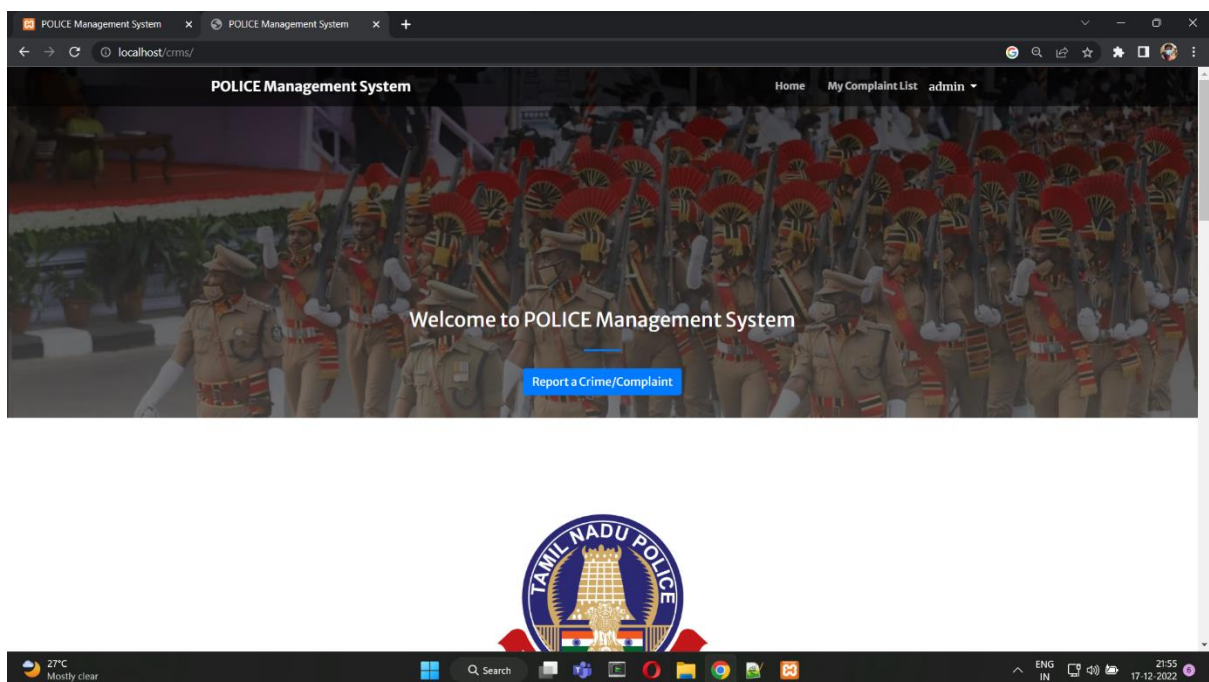 POLICE Management System
POLICE Management System
localhost/crms/
POLICE Management System
Home My Complaint List admin
Welcome to POLICE Management System
Report a Crime/Complaint
TAMIL NADU POLICE
27°C
Mostly clear
Search
ENG
IN
21:55
17-12-2022
6